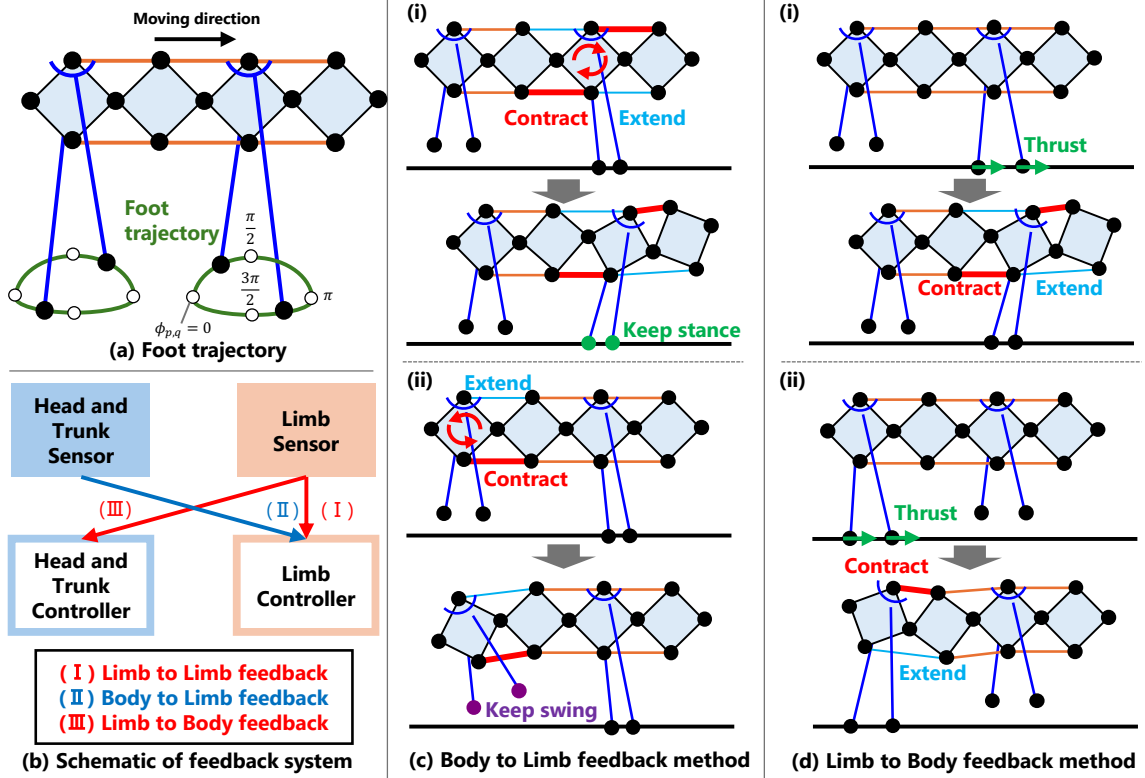 Moving direction
Foot
trajectory
π/2
3π/2
π
ϕ_{p,q} = 0
(a) Foot trajectory
Head and
Trunk
Sensor
Limb
Sensor
(Ⅲ)
(Ⅱ)
(Ⅰ)
Head and
Trunk
Controller
Limb
Controller
(Ⅰ) Limb to Limb feedback
(Ⅱ) Body to Limb feedback
(Ⅲ) Limb to Body feedback
(b) Schematic of feedback system
(i)
Contract
Extend
Keep stance
(ii)
Extend
Contract
Keep swing
(c) Body to Limb feedback method
(i)
Thrust
Contract
Extend
(ii)
Thrust
Contract
Extend
(d) Limb to Body feedback method